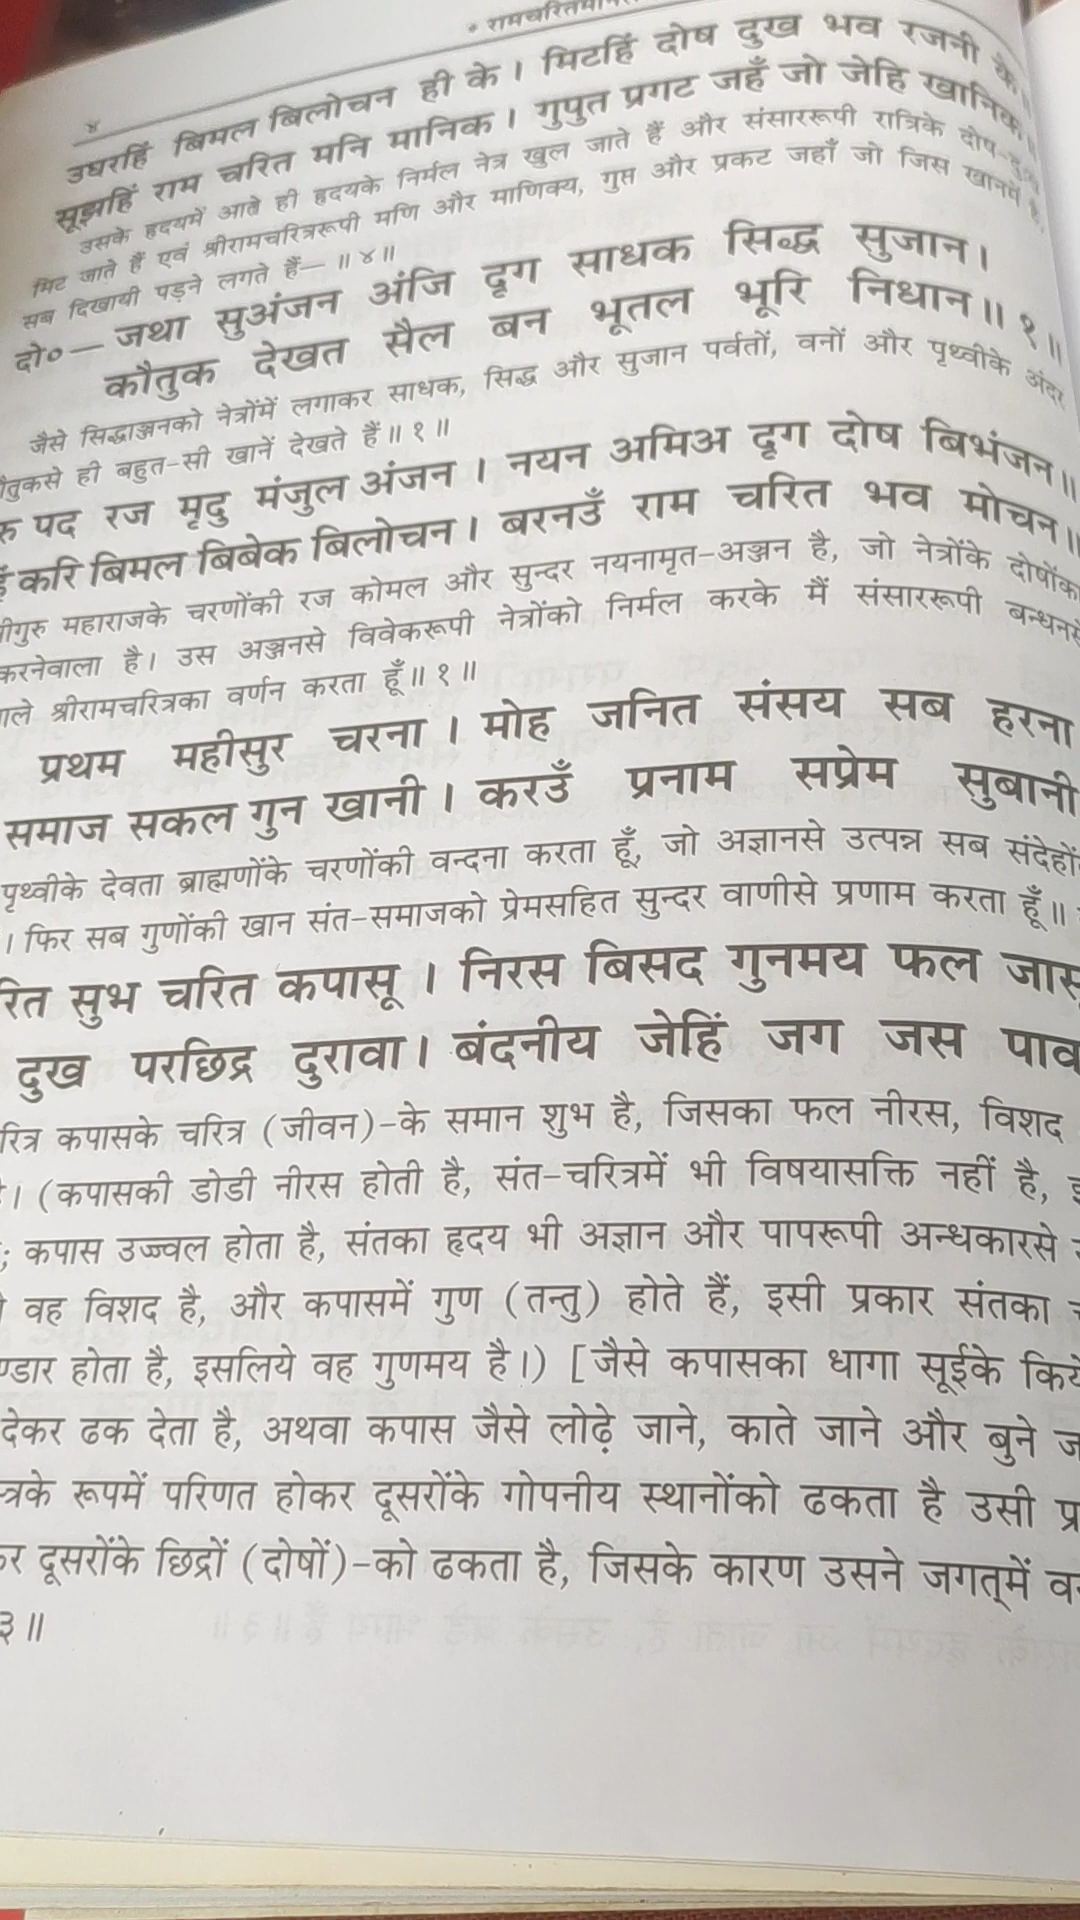 ४
* रामचरितमानस
उघरहिं बिमल बिलोचन ही के। मिटहिं दोष दुख भव रजनी के॥
सूझहिं राम चरित मनि मानिक। गुपुत प्रगट जहँ जो जेहि खानिक॥
उसके हृदयमें आते ही हृदयके निर्मल नेत्र खुल जाते हैं और संसाररूपी रात्रिके दोष-दुःख
मिट जाते हैं एवं श्रीरामचरित्ररूपी मणि और माणिक्य, गुप्त और प्रकट जहाँ जो जिस खानमें है,
सब दिखायी पड़ने लगते हैं—॥४॥
दो०—जथा सुअंजन अंजि दृग साधक सिद्ध सुजान।
कौतुक देखत सैल बन भूतल भूरि निधान॥१॥
जैसे सिद्धाञ्जनको नेत्रोंमें लगाकर साधक, सिद्ध और सुजान पर्वतों, वनों और पृथ्वीके अंदर
तुकसे ही बहुत-सी खानें देखते हैं॥१॥
पद रज मृदु मंजुल अंजन। नयन अमिअ दृग दोष बिभंजन॥
करि बिमल बिबेक बिलोचन। बरनउँ राम चरित भव मोचन॥
गुरु महाराजके चरणोंकी रज कोमल और सुन्दर नयनामृत-अञ्जन है, जो नेत्रोंके दोषोंका
करनेवाला है। उस अञ्जनसे विवेकरूपी नेत्रोंको निर्मल करके मैं संसाररूपी बन्धनसे
ले श्रीरामचरित्रका वर्णन करता हूँ॥१॥
प्रथम महीसुर चरना। मोह जनित संसय सब हरना
समाज सकल गुन खानी। करउँ प्रनाम सप्रेम सुबानी
पृथ्वीके देवता ब्राह्मणोंके चरणोंकी वन्दना करता हूँ, जो अज्ञानसे उत्पन्न सब संदेहों
। फिर सब गुणोंकी खान संत-समाजको प्रेमसहित सुन्दर वाणीसे प्रणाम करता हूँ॥
रित सुभ चरित कपासू। निरस बिसद गुनमय फल जास
दुख परछिद्र दुरावा। बंदनीय जेहिं जग जस पाव
रित्र कपासके चरित्र (जीवन)-के समान शुभ है, जिसका फल नीरस, विशद
। (कपासकी डोडी नीरस होती है, संत-चरित्रमें भी विषयासक्ति नहीं है,
; कपास उज्ज्वल होता है, संतका हृदय भी अज्ञान और पापरूपी अन्धकारसे
वह विशद है, और कपासमें गुण (तन्तु) होते हैं, इसी प्रकार संतका
ण्डार होता है, इसलिये वह गुणमय है।) [जैसे कपासका धागा सूईके किये
देकर ढक देता है, अथवा कपास जैसे लोढ़े जाने, काते जाने और बुने ज
त्रके रूपमें परिणत होकर दूसरोंके गोपनीय स्थानोंको ढकता है उसी प्र
र दूसरोंके छिद्रों (दोषों)-को ढकता है, जिसके कारण उसने जगत्‌में व
३॥